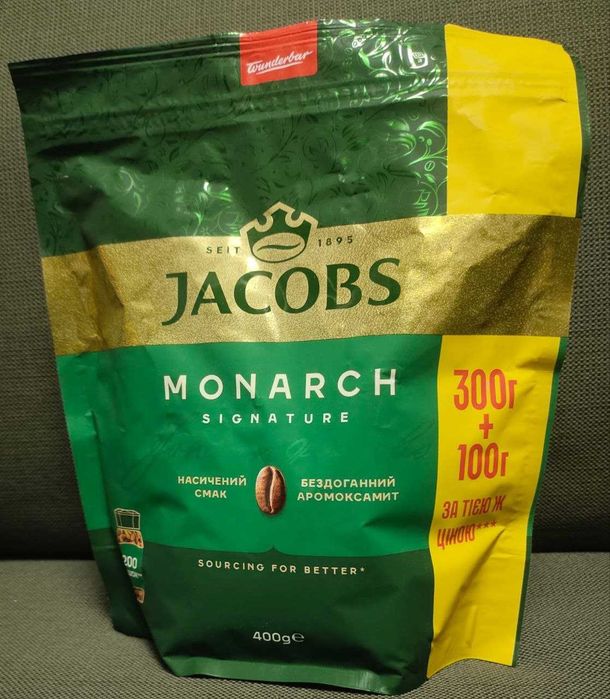 Wunderbar
SEIT 1895
JACOBS
MONARCH
SIGNATURE
НАСИЧЕНИЙ
СМАК
БЕЗДОГАННИЙ
АРОМОКСАМИТ
300г
+
100г
ЗА ТІЄЮ Ж
ЦІНОЮ***
SOURCING FOR BETTER*
200
400g℮